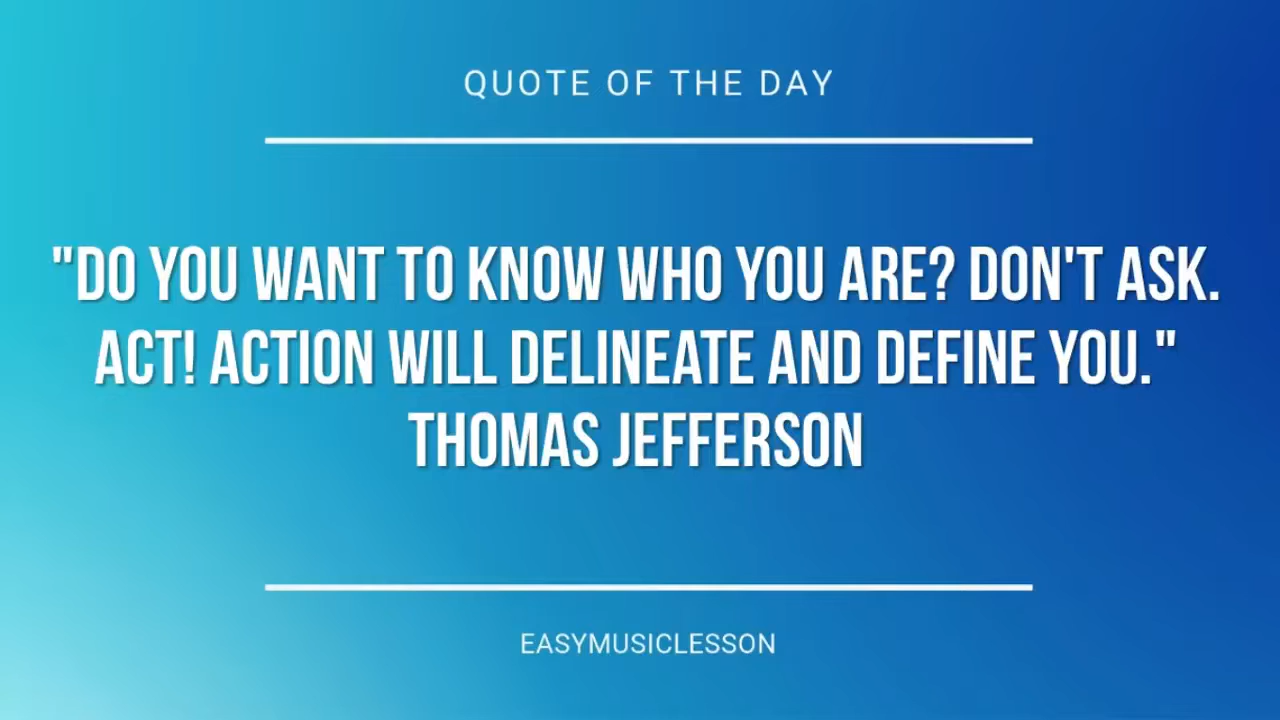 QUOTE OF THE DAY
"DO YOU WANT TO KNOW WHO YOU ARE? DON'T ASK.
ACT! ACTION WILL DELINEATE AND DEFINE YOU."
THOMAS JEFFERSON
EASYMUSICLESSON